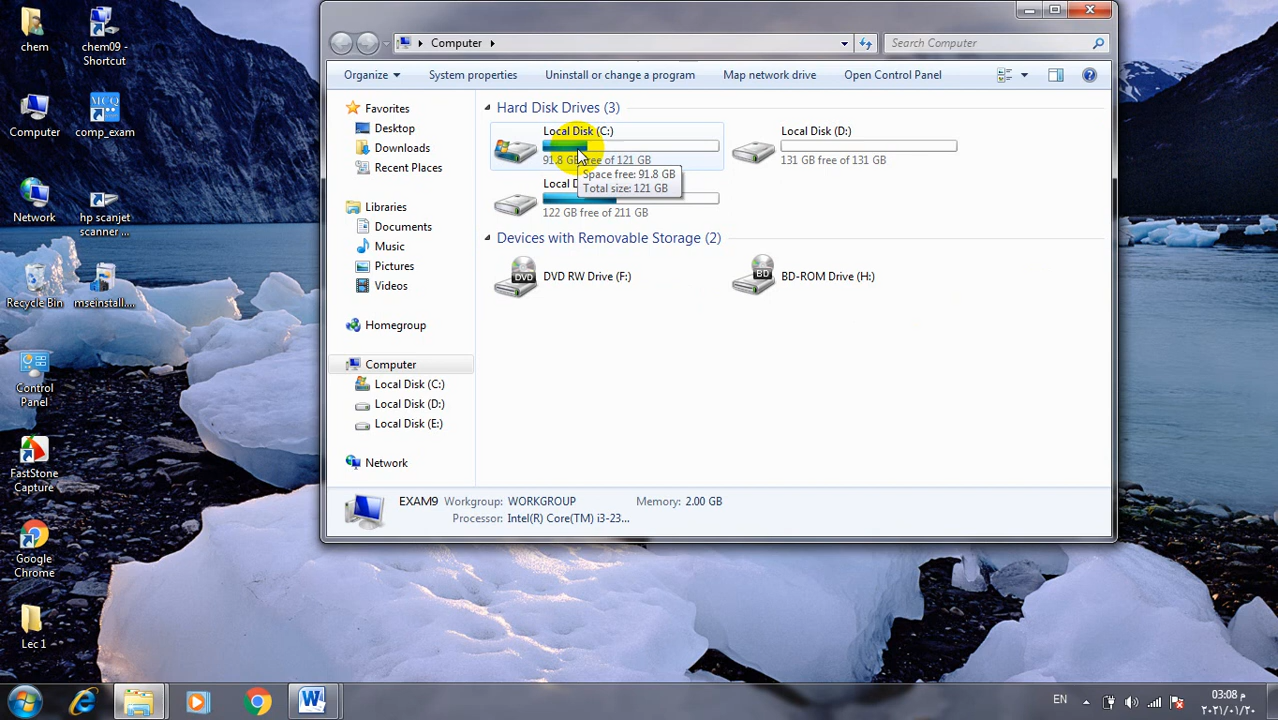 chem
chem09 -
Shortcut
Computer
MCQ
comp_exam
Network
hp scanjet
scanner ...
Recycle Bin
mseinstall....
Control
Panel
FastStone
Capture
Google
Chrome
Lec 1
Computer
Search Computer
Organize
System properties
Uninstall or change a program
Map network drive
Open Control Panel
Favorites
Desktop
Downloads
Recent Places
Libraries
Documents
Music
Pictures
Videos
Homegroup
Computer
Local Disk (C:)
Local Disk (D:)
Local Disk (E:)
Network
Hard Disk Drives (3)
Local Disk (C:)
91.8 GB free of 121 GB
Space free: 91.8 GB
Total size: 121 GB
Local Disk (D:)
131 GB free of 131 GB
Local
122 GB free of 211 GB
Devices with Removable Storage (2)
DVD
DVD RW Drive (F:)
BD
BD-ROM Drive (H:)
EXAM9 Workgroup: WORKGROUP Memory: 2.00 GB
Processor: Intel(R) Core(TM) i3-23...
EN
03:08 م
٢٠٢١/٠١/٢٠